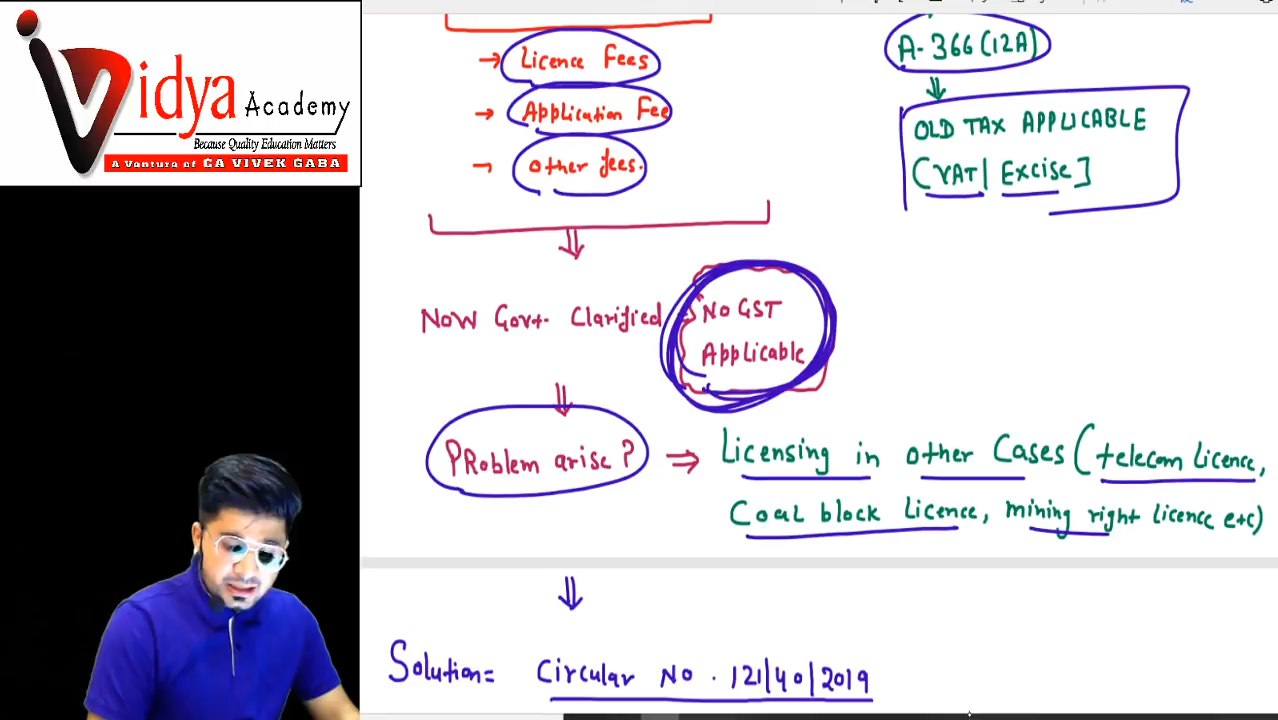 Vidya Academy
Because Quality Education Matters
A Ventura of CA VIVEK GABA
→ Licence Fees
→ Application Fee
→ other fees.
A-366(12A)
OLD TAX APPLICABLE
(VAT| Excise]
Now Govt. Clarified → No GST
Applicable
Problem arise? ⇒ Licensing in other Cases (telecom Licence,
Coal block Licence, mining right licence etc)
Solution= Circular No. 121/40/2019